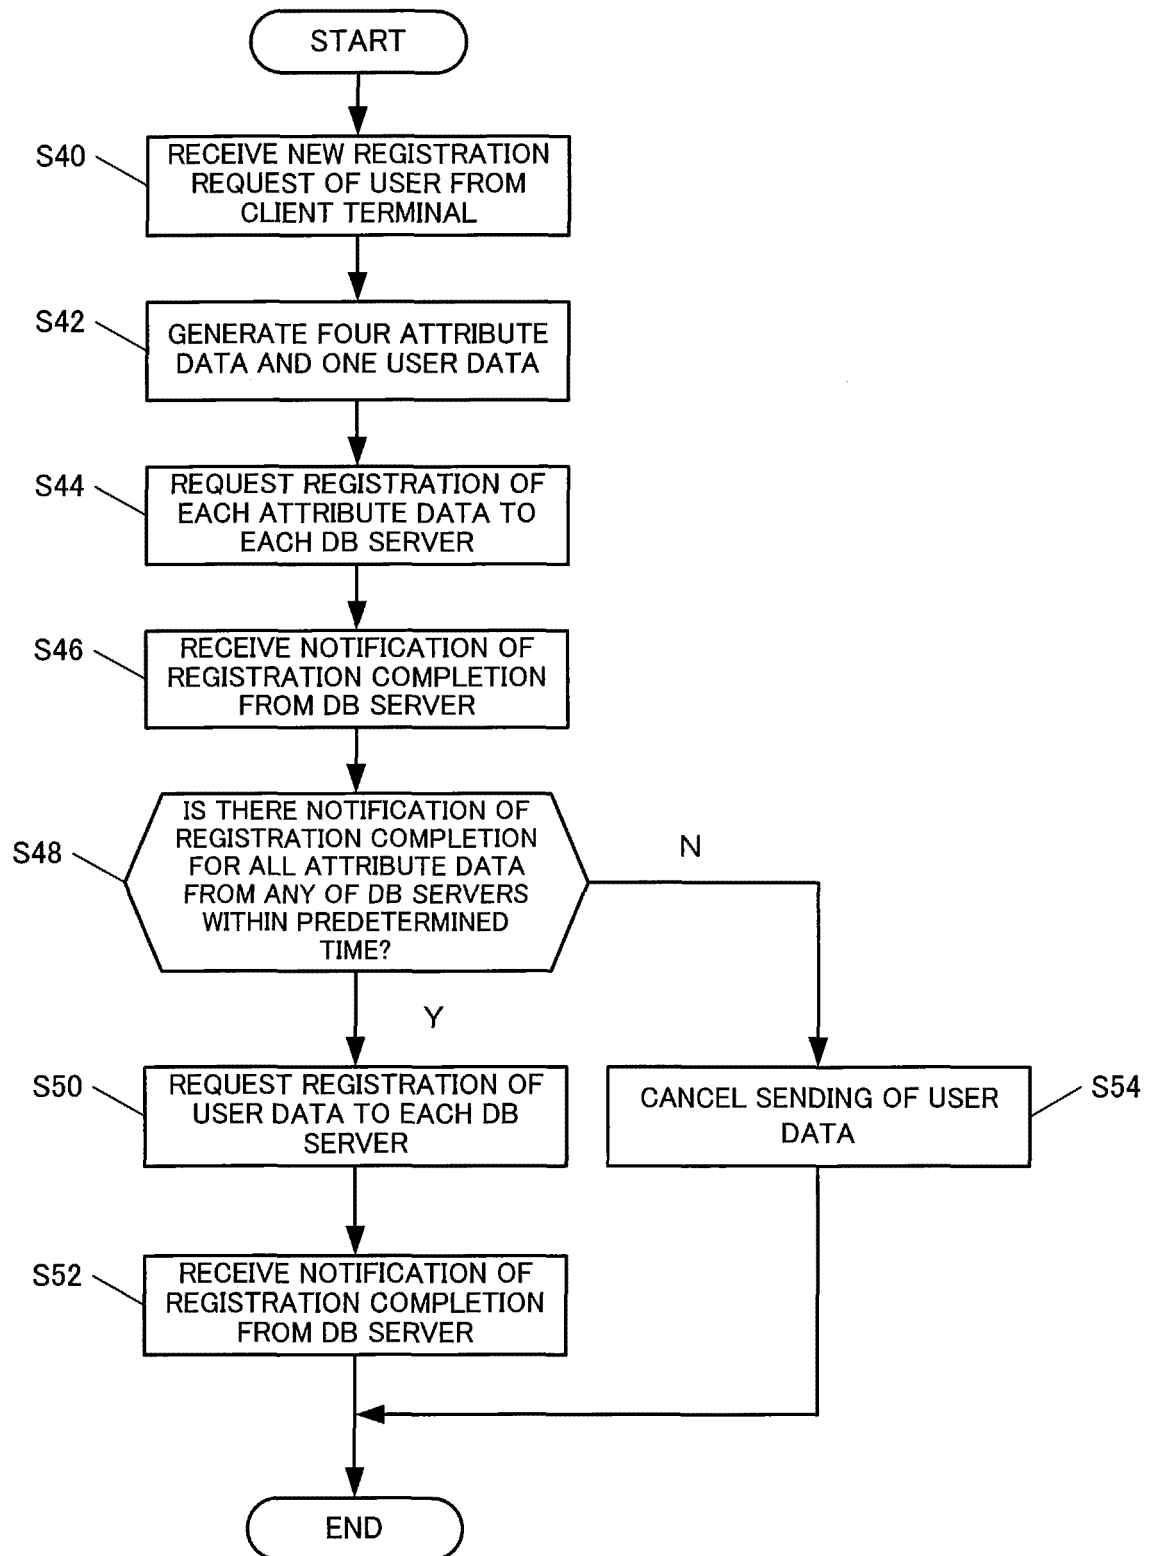 START
S40
RECEIVE NEW REGISTRATION
REQUEST OF USER FROM
CLIENT TERMINAL
S42
GENERATE FOUR ATTRIBUTE
DATA AND ONE USER DATA
S44
REQUEST REGISTRATION OF
EACH ATTRIBUTE DATA TO
EACH DB SERVER
S46
RECEIVE NOTIFICATION OF
REGISTRATION COMPLETION
FROM DB SERVER
S48
IS THERE NOTIFICATION OF
REGISTRATION COMPLETION
FOR ALL ATTRIBUTE DATA
FROM ANY OF DB SERVERS
WITHIN PREDETERMINED
TIME?
N
Y
S50
REQUEST REGISTRATION OF
USER DATA TO EACH DB
SERVER
CANCEL SENDING OF USER
DATA
S54
S52
RECEIVE NOTIFICATION OF
REGISTRATION COMPLETION
FROM DB SERVER
END